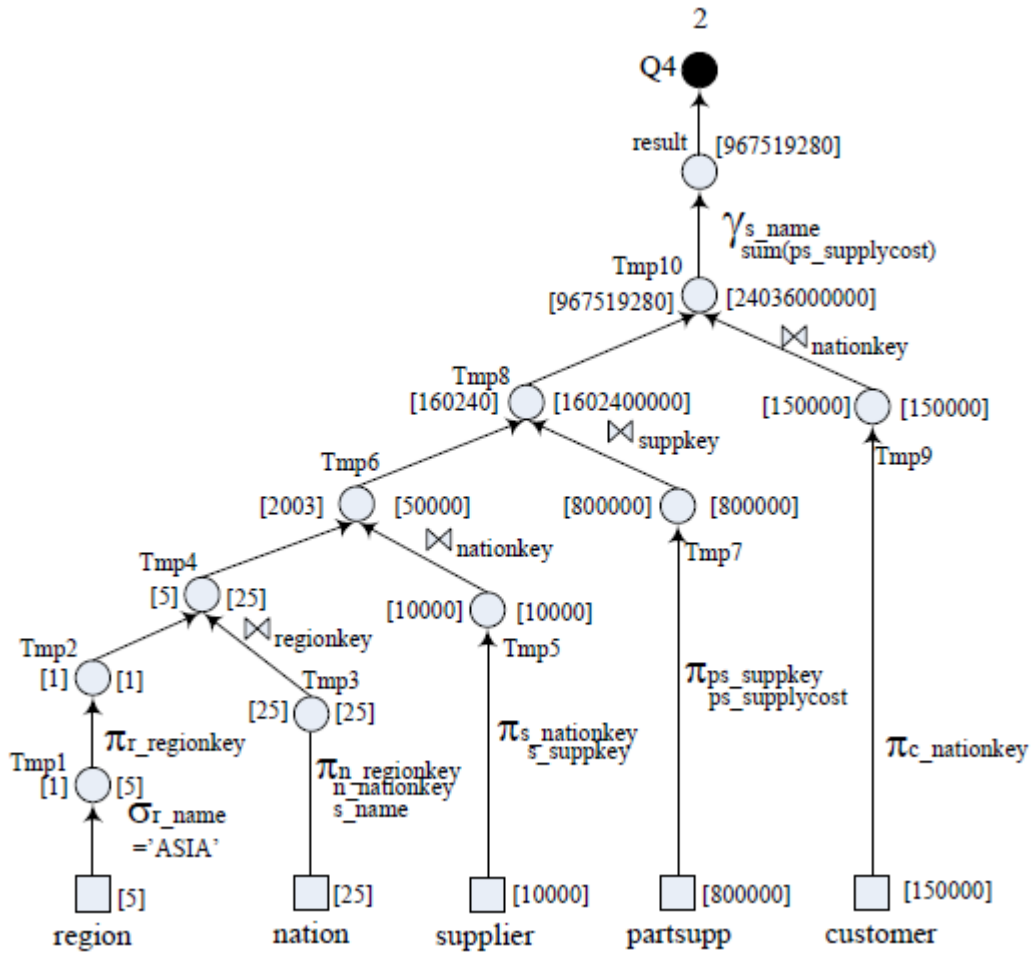 2
Q4
result [967519280]
γs_name
sum(ps_supplycost)
Tmp10
[967519280] [24036000000]
⋈nationkey
Tmp8
[160240] [1602400000] [150000] [150000]
⋈suppkey
Tmp9
Tmp6
[2003] [50000] [800000] [800000]
⋈nationkey
Tmp7
Tmp4
[5] [25] [10000] [10000]
⋈regionkey
Tmp5
Tmp2
[1] [1]
Tmp3
[25] [25]
πps_suppkey
ps_supplycost
πr_regionkey
πs_nationkey
s_suppkey
πc_nationkey
Tmp1
[1] [5]
πn_regionkey
n_nationkey
s_name
σr_name
='ASIA'
[5] [25] [10000] [800000] [150000]
region nation supplier partsupp customer